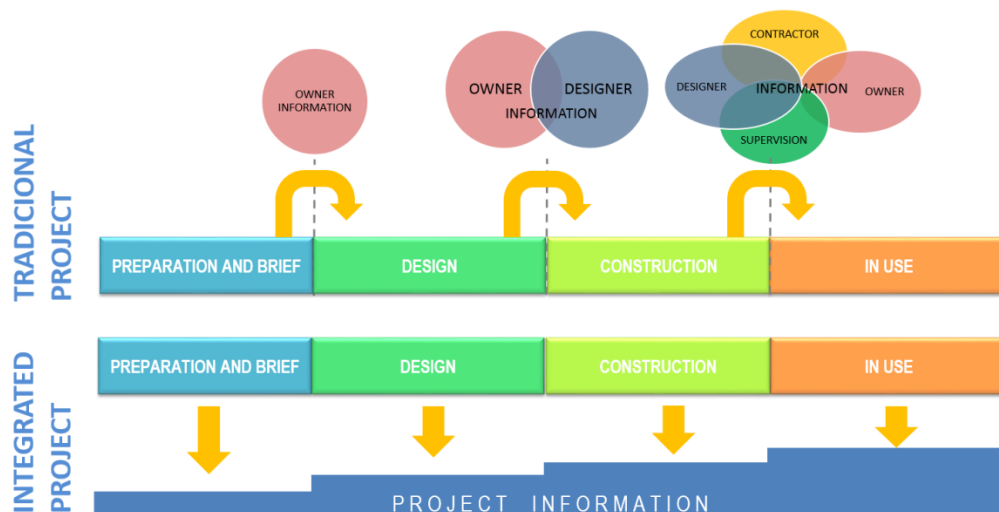 CONTRACTOR
OWNER
INFORMATION
OWNER DESIGNER
INFORMATION
DESIGNER INFORMATION OWNER
SUPERVISION
TRADICIONAL
PROJECT
PREPARATION AND BRIEF DESIGN CONSTRUCTION IN USE
INTEGRATED
PROJECT
PREPARATION AND BRIEF DESIGN CONSTRUCTION IN USE
PROJECT INFORMATION